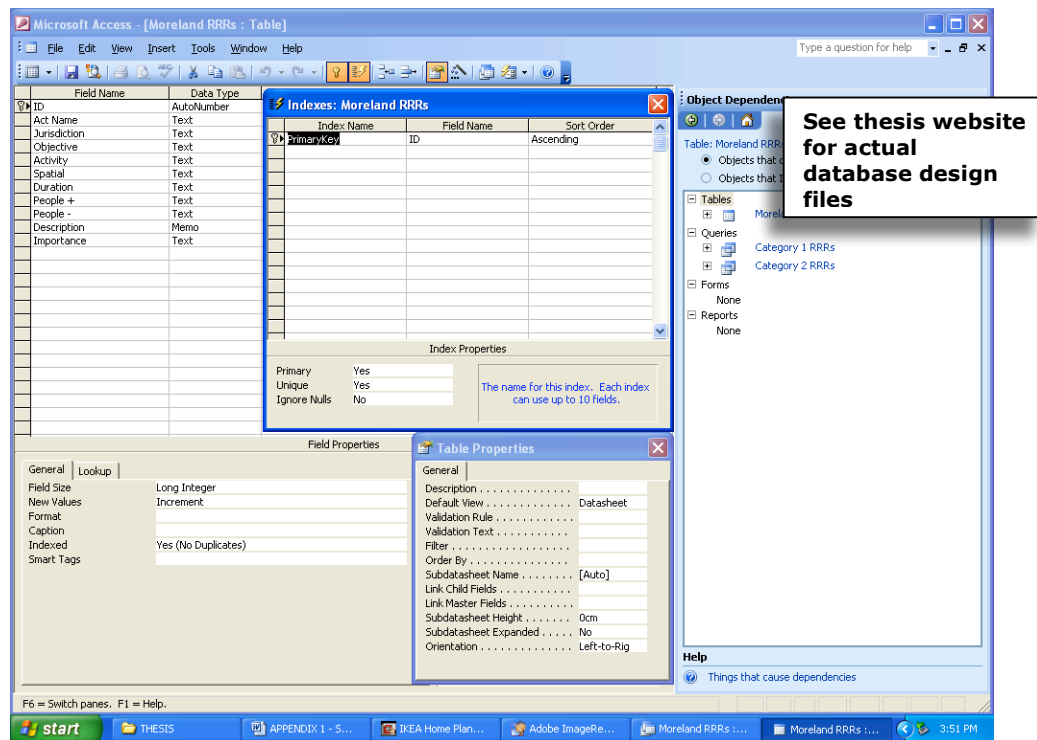 Microsoft Access - [Moreland RRRs : Table]
File Edit View Insert Tools Window Help
Type a question for help
Field Name Data Type
ID AutoNumber
Act Name Text
Jurisdiction Text
Objective Text
Activity Text
Spatial Text
Duration Text
People + Text
People - Text
Description Memo
Importance Text
Indexes: Moreland RRRs
Index Name Field Name Sort Order
PrimaryKey ID Ascending
Index Properties
Primary Yes
Unique Yes
Ignore Nulls No
The name for this index. Each index
can use up to 10 fields.
Object Depende
Table: Moreland RRR
Objects that
Objects that
Tables
Queries
Category 1 RRRs
Category 2 RRRs
Forms
None
Reports
None
See thesis website
for actual
database design
files
Field Properties
General Lookup
Field Size Long Integer
New Values Increment
Format
Caption
Indexed Yes (No Duplicates)
Smart Tags
Table Properties
General
Description . . . . . . . . . . . . . .
Default View . . . . . . . . . . . . . Datasheet
Validation Rule . . . . . . . . . . . .
Validation Text . . . . . . . . . . .
Filter . . . . . . . . . . . . . . . . . .
Order By . . . . . . . . . . . . . . .
Subdatasheet Name . . . . . . . . [Auto]
Link Child Fields . . . . . . . . . . .
Link Master Fields . . . . . . . . . .
Subdatasheet Height . . . . . . . 0cm
Subdatasheet Expanded . . . . . No
Orientation . . . . . . . . . . . . . . Left-to-Rig
Help
Things that cause dependencies
F6 = Switch panes. F1 = Help.
start THESIS APPENDIX 1 - S... IKEA Home Plan... Adobe ImageRe... Moreland RRRs :... Moreland RRRs :... 3:51 PM